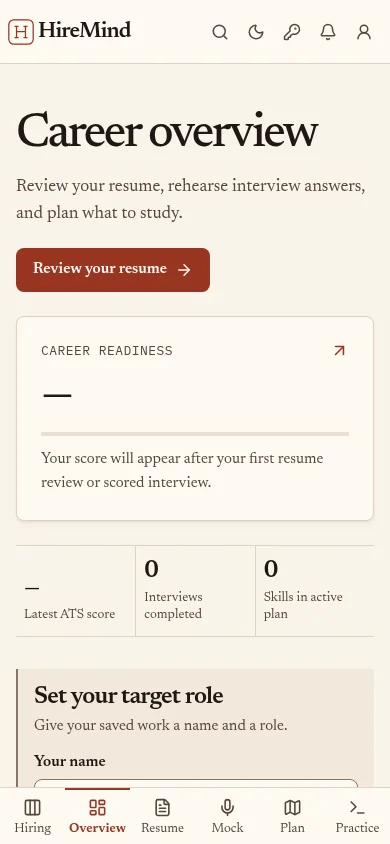 H HireMind
Career overview
Review your resume, rehearse interview answers,
and plan what to study.
Review your resume →
CAREER READINESS
—
Your score will appear after your first resume
review or scored interview.
—
Latest ATS score
0
Interviews
completed
0
Skills in active
plan
Set your target role
Give your saved work a name and a role.
Your name
Hiring Overview Resume Mock Plan Practice